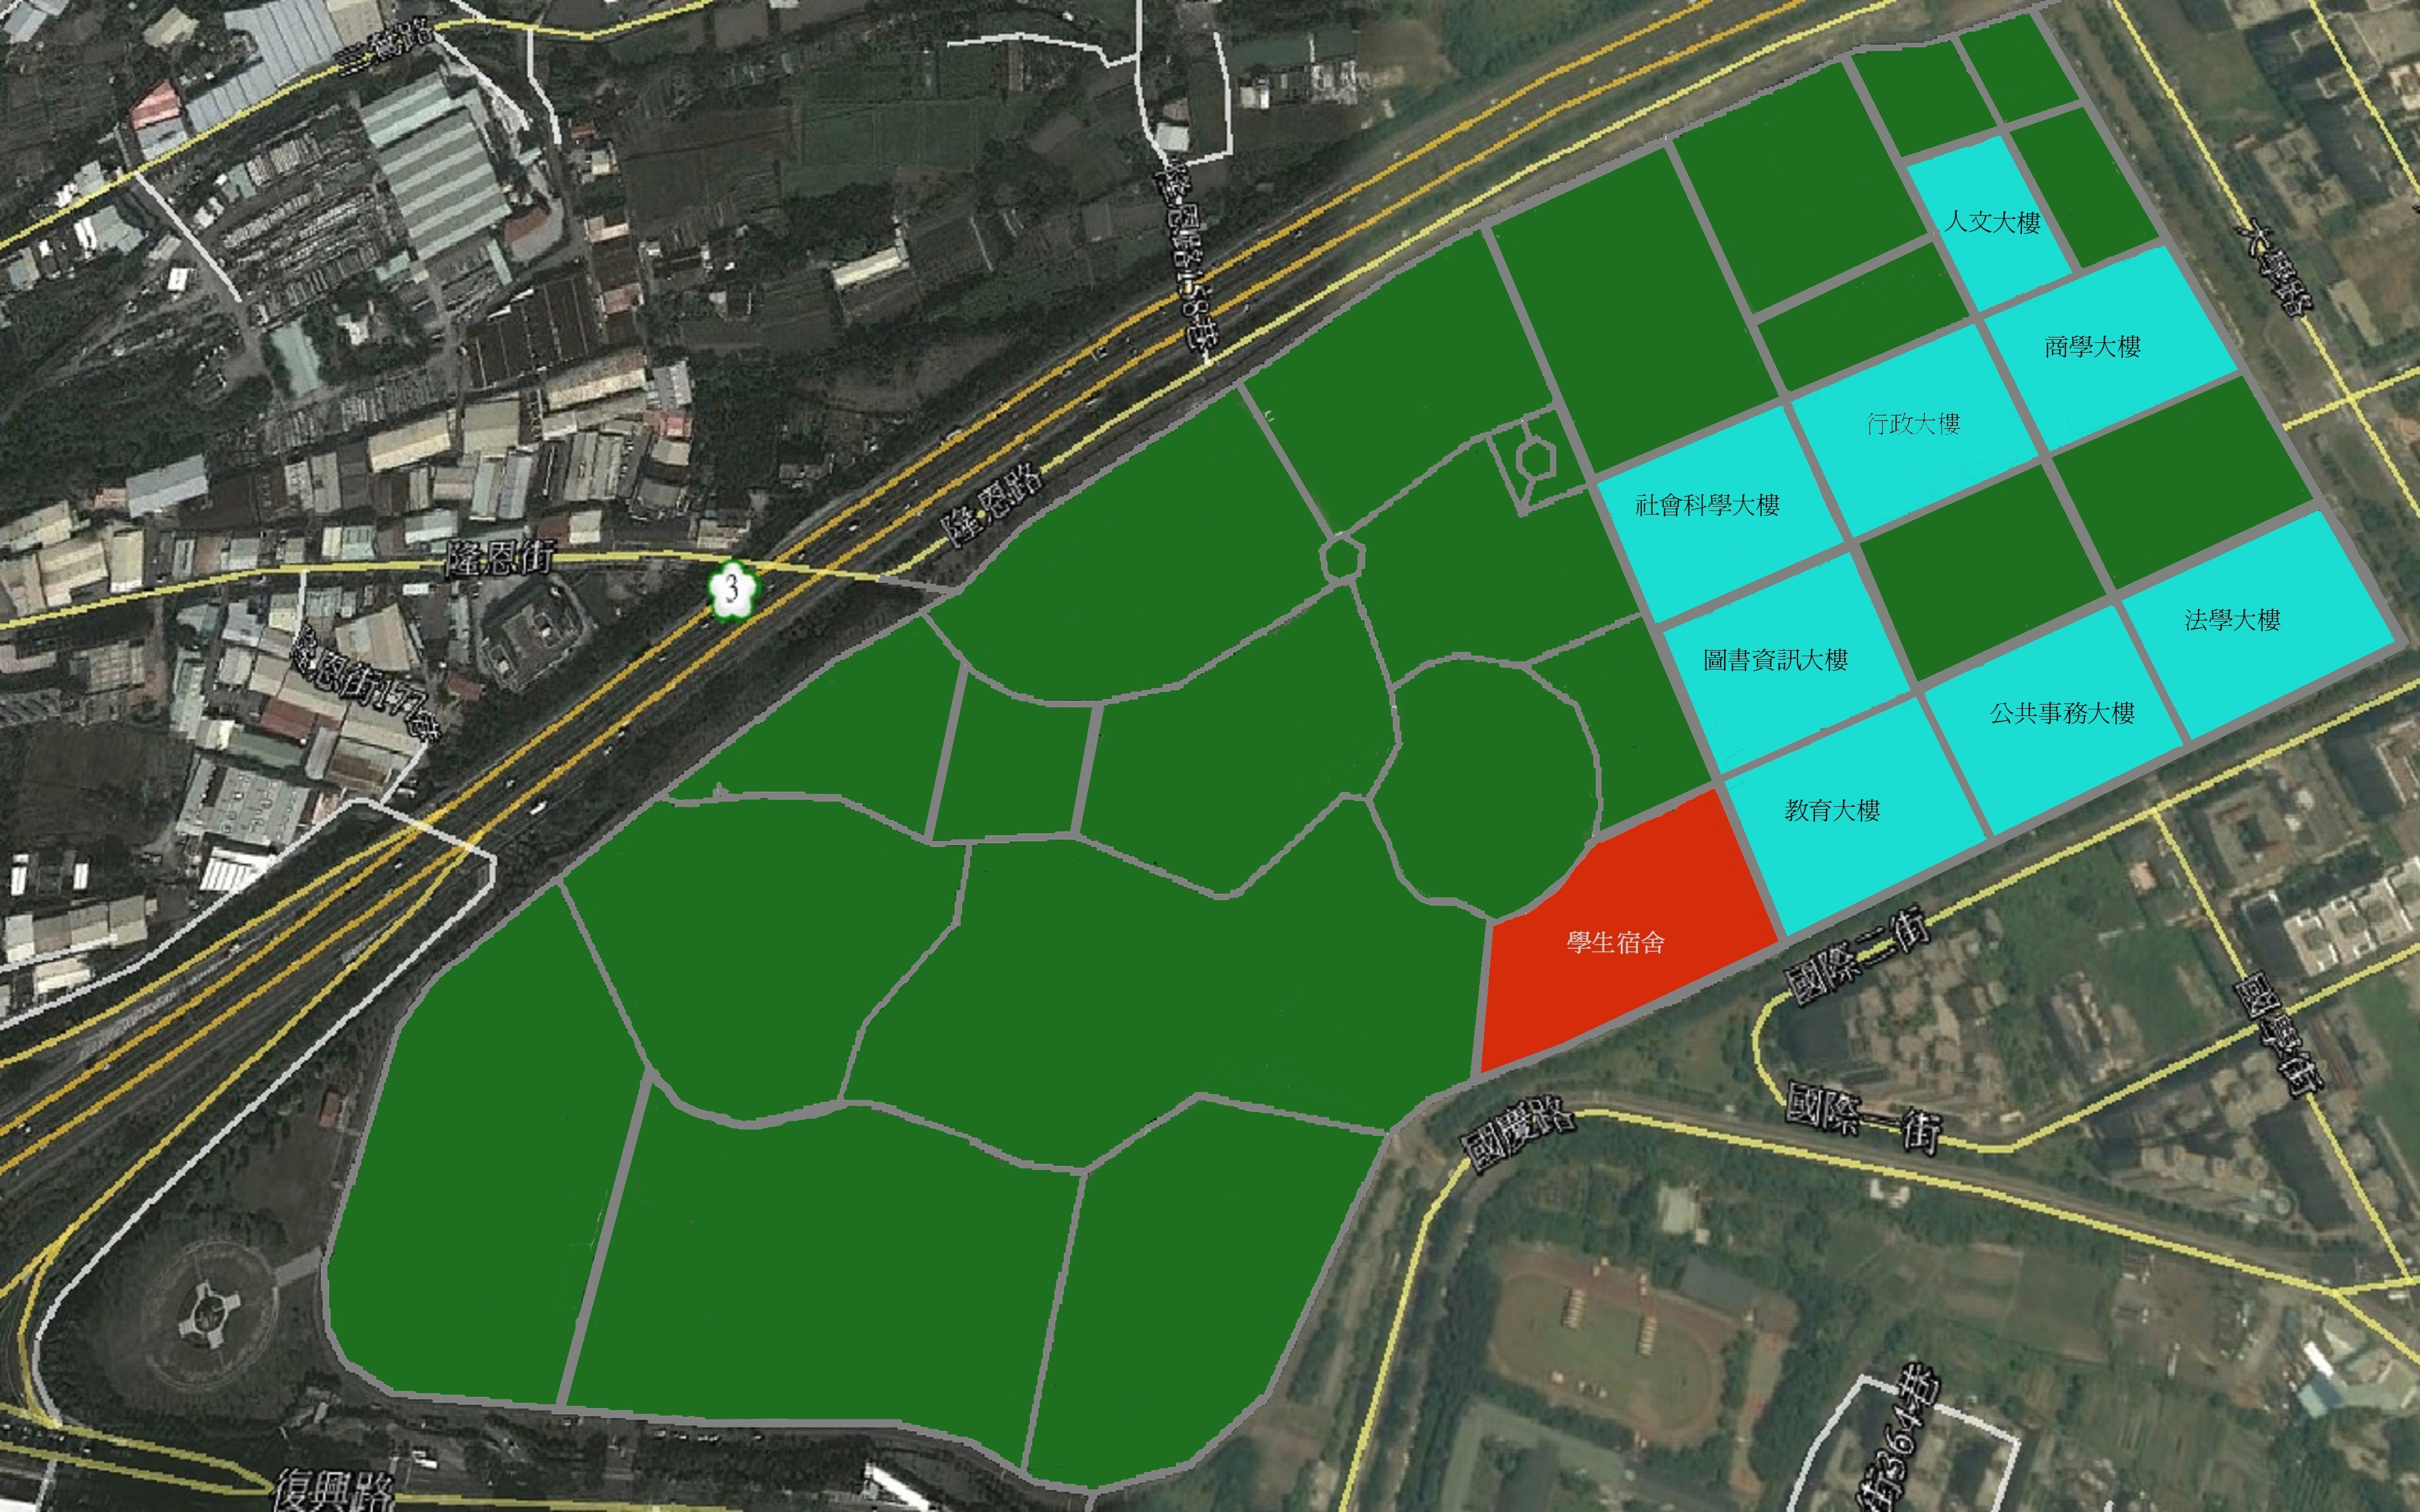 三鶯路
隆恩街158巷
人文大樓
大學路
商學大樓
行政大樓
隆恩路
社會科學大樓
隆恩街
3
法學大樓
圖書資訊大樓
隆恩街177巷
公共事務大樓
教育大樓
學生宿舍
國際二街
國學街
國慶路
國際一街
街364巷
復興路